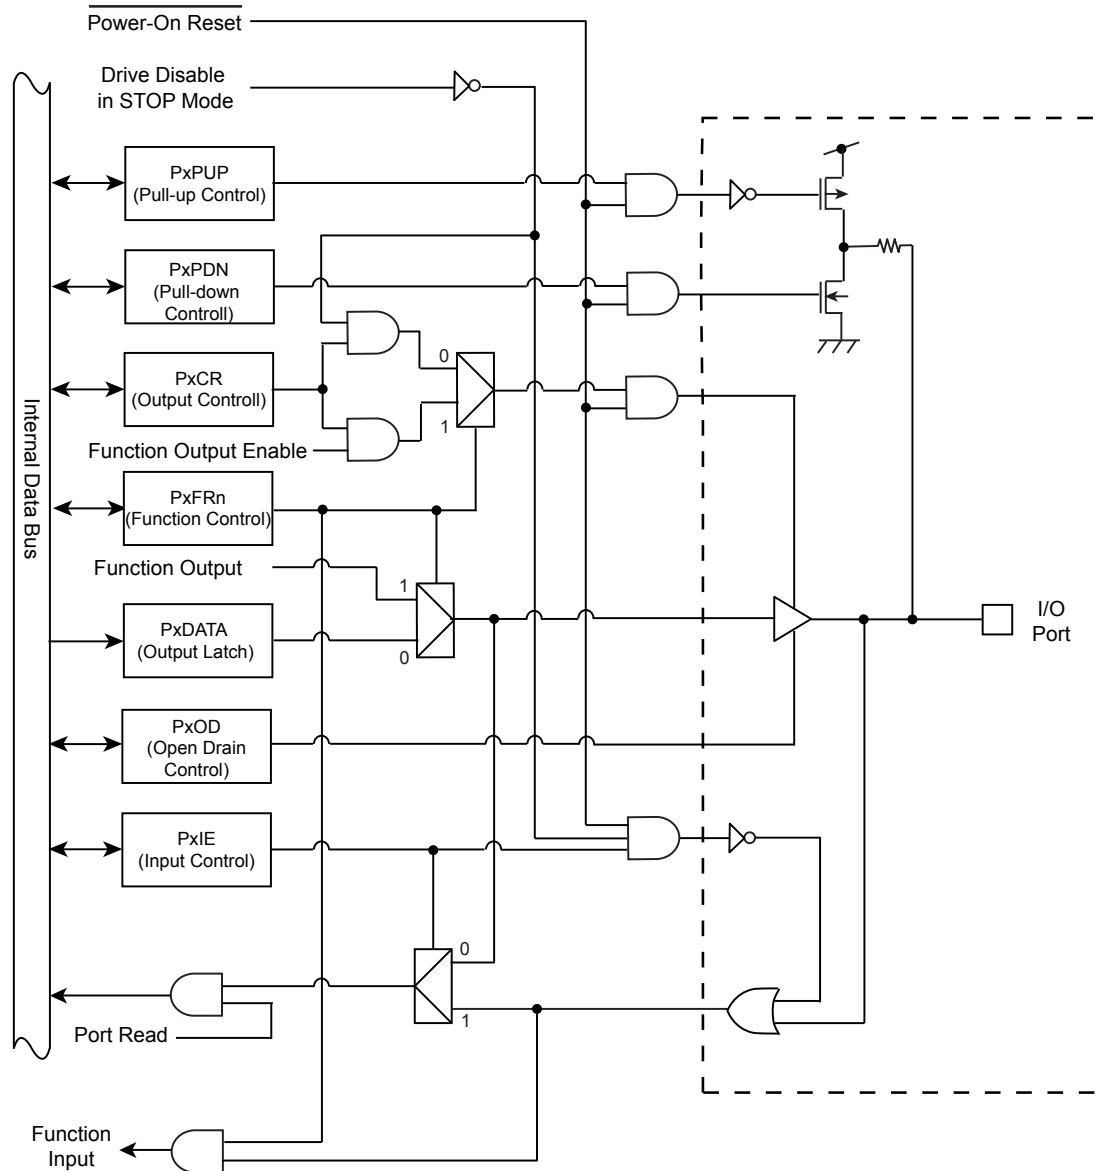 Power-On Reset
Drive Disable
in STOP Mode
PxPUP
(Pull-up Control)
PxPDN
(Pull-down
Controll)
PxCR
(Output Controll)
0
1
Function Output Enable
Internal Data Bus
PxFRn
(Function Control)
Function Output
1
0
PxDATA
(Output Latch)
I/O
Port
PxOD
(Open Drain
Control)
PxIE
(Input Control)
0
1
Port Read
Function
Input